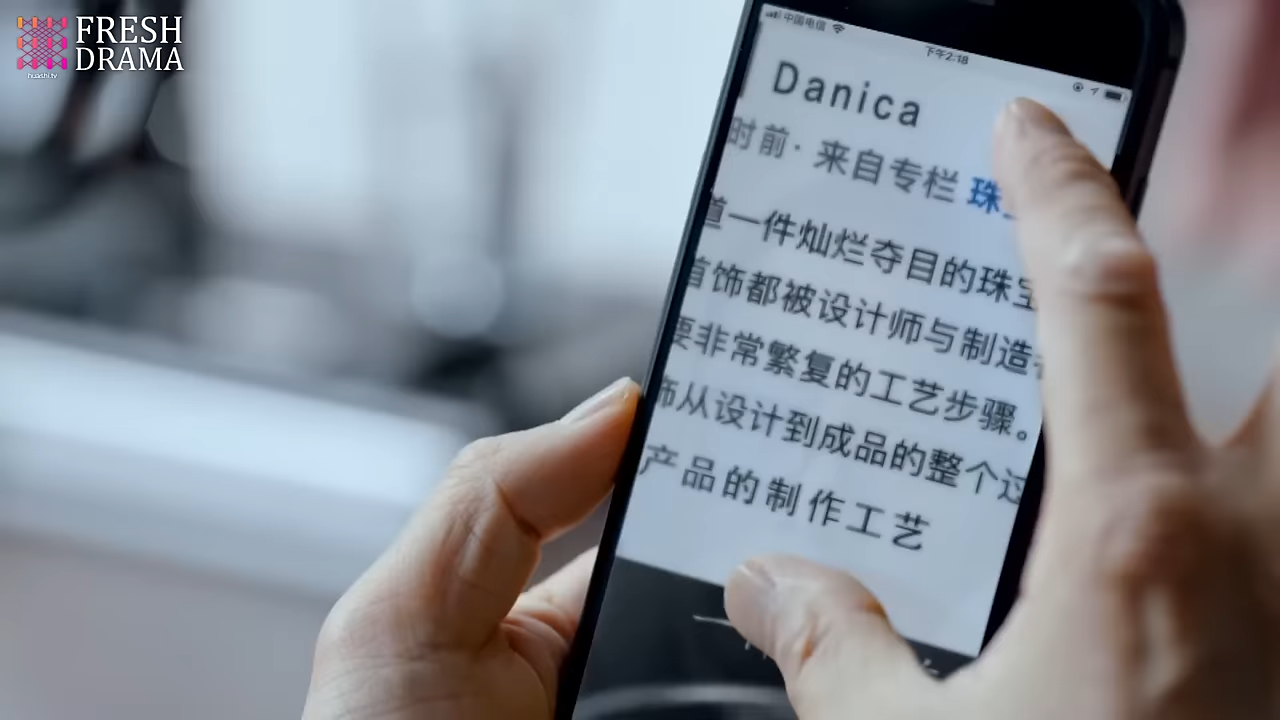 FRESH
DRAMA
huashi.tv
中国电信
下午2:18
Danica
时前· 来自专栏 珠
道一件灿烂夺目的珠宝
首饰都被设计师与制造
要非常繁复的工艺步骤。
饰从设计到成品的整个过
产品的制作工艺